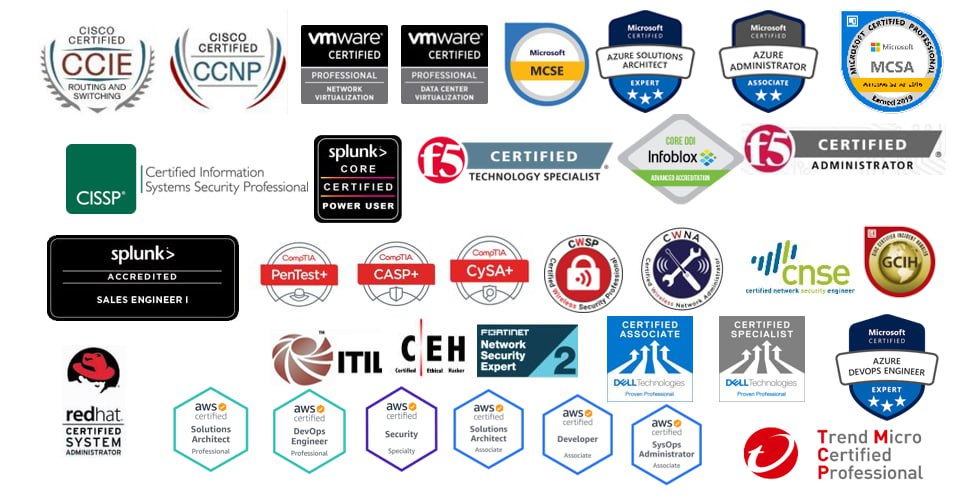 CISCO
CERTIFIED
CCIE
ROUTING AND
SWITCHING
CISCO
CERTIFIED
CCNP
vmware®
CERTIFIED
PROFESSIONAL
NETWORK
VIRTUALIZATION
vmware®
CERTIFIED
PROFESSIONAL
DATA CENTER
VIRTUALIZATION
Microsoft
MCSE
Microsoft
CERTIFIED
AZURE SOLUTIONS
ARCHITECT
EXPERT
Microsoft
CERTIFIED
AZURE
ADMINISTRATOR
ASSOCIATE
MICROSOFT CERTIFIED PROFESSIONAL
Microsoft
MCSA
Earned 2019
CISSP®
Certified Information
Systems Security Professional
splunk>
CORE
CERTIFIED
POWER USER
f5
CERTIFIED
TECHNOLOGY SPECIALIST
®
CORE DDI
Infoblox
ADVANCED ACCREDITATION
f5
CERTIFIED
ADMINISTRATOR
®
splunk>
ACCREDITED
SALES ENGINEER I
CompTIA
PenTest+
CompTIA
CASP+
CompTIA
CySA+
CWSP
Certified Wireless Security Professional
CWNA
Certified Wireless Network Administrator
cnse
certified network security engineer
GCIH
redhat
CERTIFIED
SYSTEM
ADMINISTRATOR
ITIL
TM
CEH
Certified Ethical Hacker
FORTINET
Network
Security
Expert
2
CERTIFIED
ASSOCIATE
DELLTechnologies
Proven Professional
CERTIFIED
SPECIALIST
DELLTechnologies
Proven Professional
Microsoft
CERTIFIED
AZURE
DEVOPS ENGINEER
EXPERT
aws
certified
Solutions
Architect
Professional
aws
certified
DevOps
Engineer
Professional
aws
certified
Security
Specialty
aws
certified
Solutions
Architect
Associate
aws
certified
Developer
Associate
aws
certified
SysOps
Administrator
Associate
Trend Micro
Certified
Professional